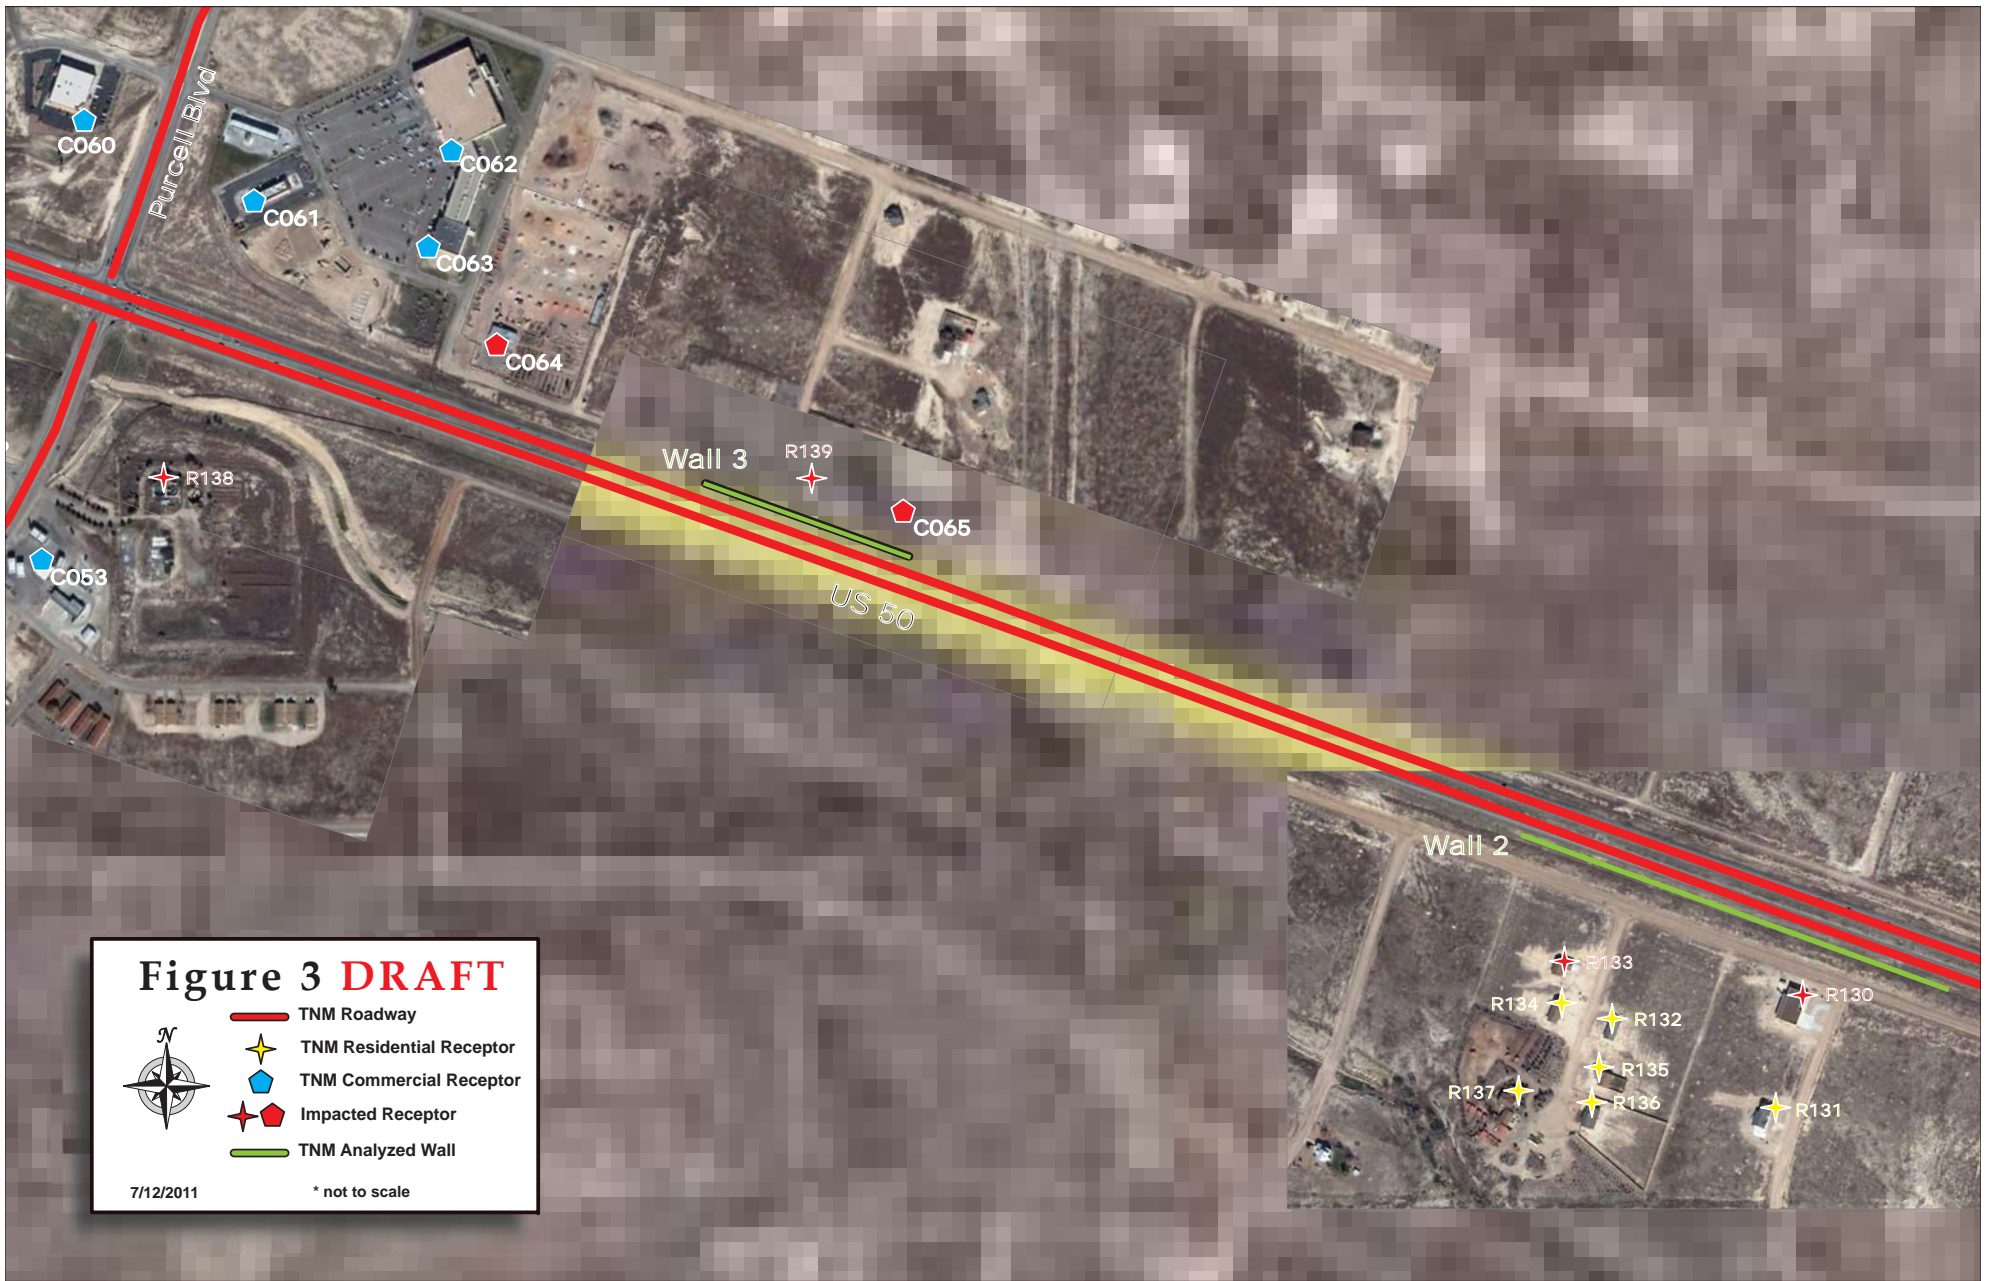 Purcell Blvd
C060
C062
C061
C063
C064
R138
C053
Wall 3
R139
C065
US 50
Wall 2
R133
R134
R132
R130
R135
R137
R136
R131
Figure 3 DRAFT
N
TNM Roadway
TNM Residential Receptor
TNM Commercial Receptor
Impacted Receptor
TNM Analyzed Wall
7/12/2011
* not to scale